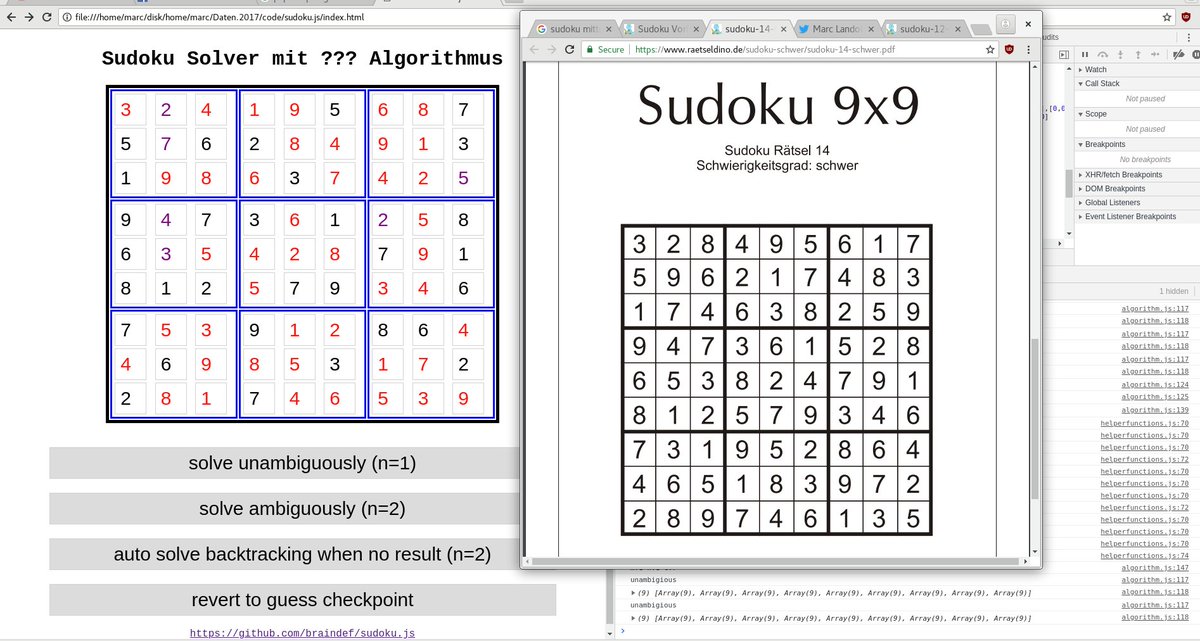 file:///home/marc/disk/home/marc/Daten.2017/code/sudoku.js/index.html
Sudoku Solver mit ??? Algorithmus
3 2 4 1 9 5 6 8 7
5 7 6 2 8 4 9 1 3
1 9 8 6 3 7 4 2 5
9 4 7 3 6 1 2 5 8
6 3 5 4 2 8 7 9 1
8 1 2 5 7 9 3 4 6
7 5 3 9 1 2 8 6 4
4 6 9 8 5 3 1 7 2
2 8 1 7 4 6 5 3 9
solve unambiguously (n=1)
solve ambiguously (n=2)
auto solve backtracking when no result (n=2)
revert to guess checkpoint
https://github.com/braindef/sudoku.js
sudoku mitt
Sudoku Vor
sudoku-14-
Marc Lando
sudoku-12-
Secure
https://www.raetseldino.de/sudoku-schwer/sudoku-14-schwer.pdf
Sudoku 9x9
Sudoku Rätsel 14
Schwierigkeitsgrad: schwer
3 2 8 4 9 5 6 1 7
5 9 6 2 1 7 4 8 3
1 7 4 6 3 8 2 5 9
9 4 7 3 6 1 5 2 8
6 5 3 8 2 4 7 9 1
8 1 2 5 7 9 3 4 6
7 3 1 9 5 2 8 6 4
4 6 5 1 8 3 9 7 2
2 8 9 7 4 6 1 3 5
udits
Watch
Call Stack
Not paused
Scope
Not paused
Breakpoints
No breakpoints
XHR/fetch Breakpoints
DOM Breakpoints
Global Listeners
Event Listener Breakpoints
1 hidden
algorithm.js:117
algorithm.js:118
algorithm.js:117
algorithm.js:118
algorithm.js:117
algorithm.js:118
algorithm.js:124
algorithm.js:125
algorithm.js:139
helperfunctions.js:70
helperfunctions.js:70
helperfunctions.js:70
helperfunctions.js:72
helperfunctions.js:70
helperfunctions.js:70
helperfunctions.js:70
helperfunctions.js:72
helperfunctions.js:70
helperfunctions.js:70
helperfunctions.js:70
helperfunctions.js:74
algorithm.js:147
unambigious algorithm.js:117
(9) [Array(9), Array(9), Array(9), Array(9), Array(9), Array(9), Array(9), Array(9), Array(9)] algorithm.js:118
unambigious algorithm.js:117
(9) [Array(9), Array(9), Array(9), Array(9), Array(9), Array(9), Array(9), Array(9), Array(9)] algorithm.js:118